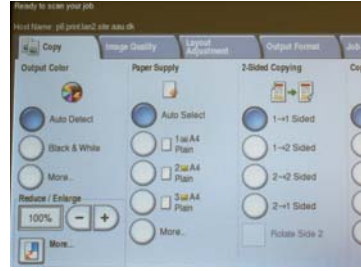 Ready to scan your job
Host Name: p8.print.lan2.site.aau.dk
Copy
Image Quality
Layout
Adjustment
Output Format
Job
Output Color
Auto Detect
Black & White
More...
Reduce / Enlarge
100%
-
+
More...
Paper Supply
Auto Select
1 A4
Plain
2 A4
Plain
3 A4
Plain
More...
2-Sided Copying
1→1 Sided
1→2 Sided
2→2 Sided
2→1 Sided
Rotate Side 2